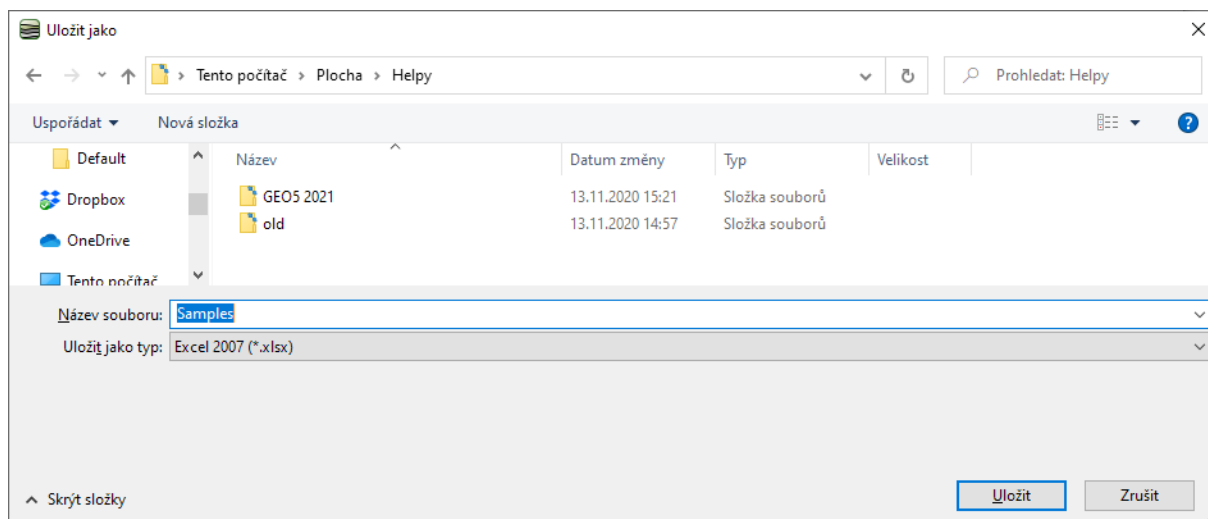 Uložit jako
Tento počítač > Plocha > Helpy
Prohledat: Helpy
Uspořádat
Nová složka
Default
Dropbox
OneDrive
Tento počítač
Název Datum změny Typ Velikost
GEO5 2021 13.11.2020 15:21 Složka souborů
old 13.11.2020 14:57 Složka souborů
Název souboru: Samples
Uložit jako typ: Excel 2007 (*.xlsx)
Skrýt složky
Uložit
Zrušit